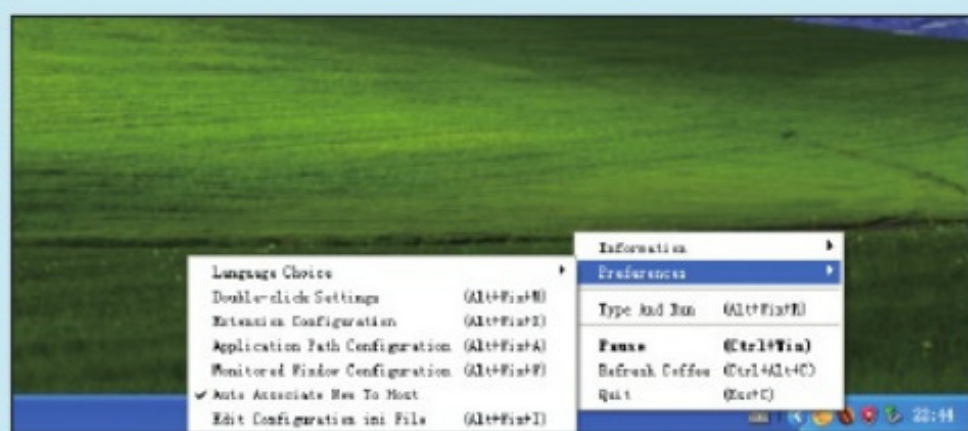 Information
Preferences
Type And Run (Alt+Win+R)
Pause (Ctrl+Win)
Refresh Coffee (Ctrl+Alt+C)
Quit (Esc+C)
Language Choice
Double-click Settings (Alt+Win+N)
Extension Configuration (Alt+Win+X)
Application Path Configuration (Alt+Win+A)
Monitored Window Configuration (Alt+Win+W)
Auto Associate New To Host
Edit Configuration ini File (Alt+Win+I)
22:44